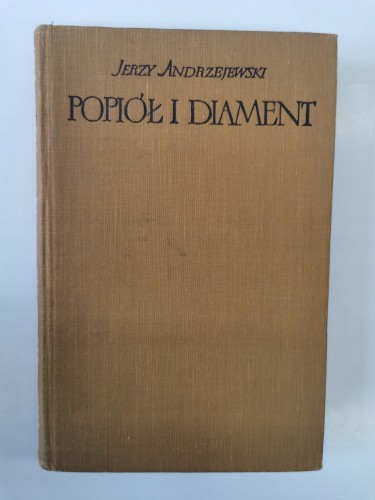 Jerzy Andrzejewski
POPIÓŁ I DIAMENT